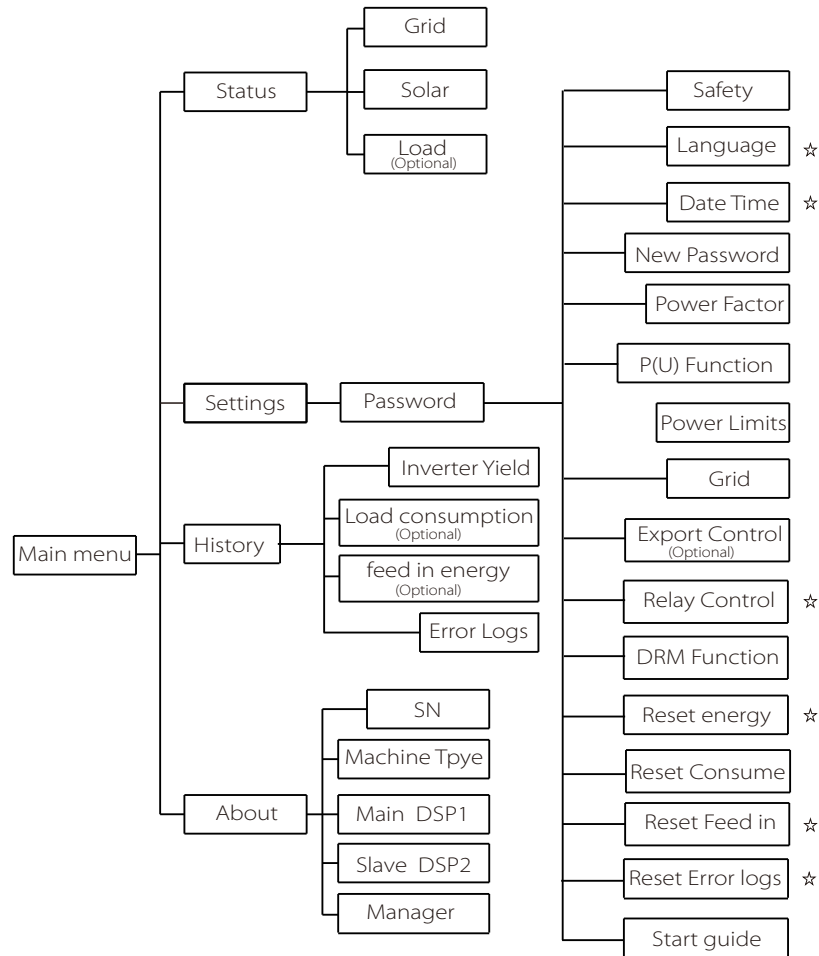 Main menu
Status
Grid
Solar
Load
(Optional)
Settings
Password
Safety
Language ☆
Date Time ☆
New Password
Power Factor
P(U) Function
Power Limits
Grid
Export Control
(Optional)
Relay Control ☆
DRM Function
Reset energy ☆
Reset Consume
Reset Feed in ☆
Reset Error logs ☆
Start guide
History
Inverter Yield
Load consumption
(Optional)
feed in energy
(Optional)
Error Logs
About
SN
Machine Tpye
Main DSP1
Slave DSP2
Manager